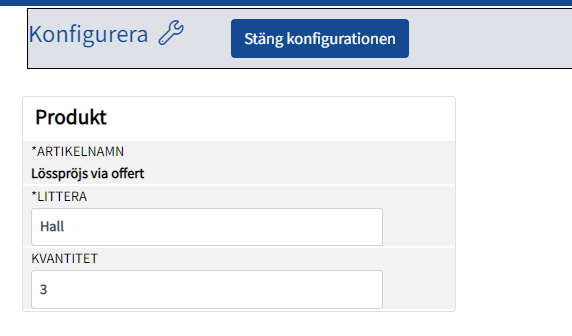 Konfigurera
Stäng konfigurationen
Produkt
*ARTIKELNAMN
Lösspröjs via offert
*LITTERA
Hall
KVANTITET
3